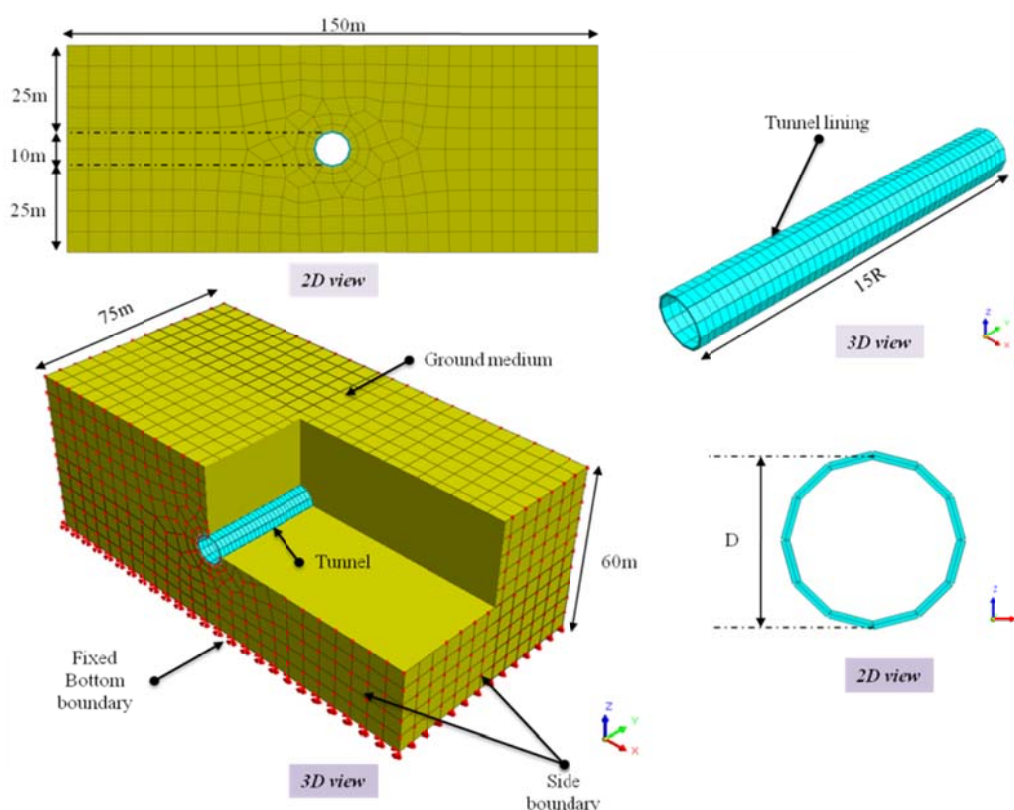 150m
25m
10m
25m
2D view
Tunnel lining
15R
Z
Y
X
3D view
75m
Ground medium
60m
Tunnel
Fixed
Bottom
boundary
Z
Y
X
3D view
Side
boundary
D
z
2D view